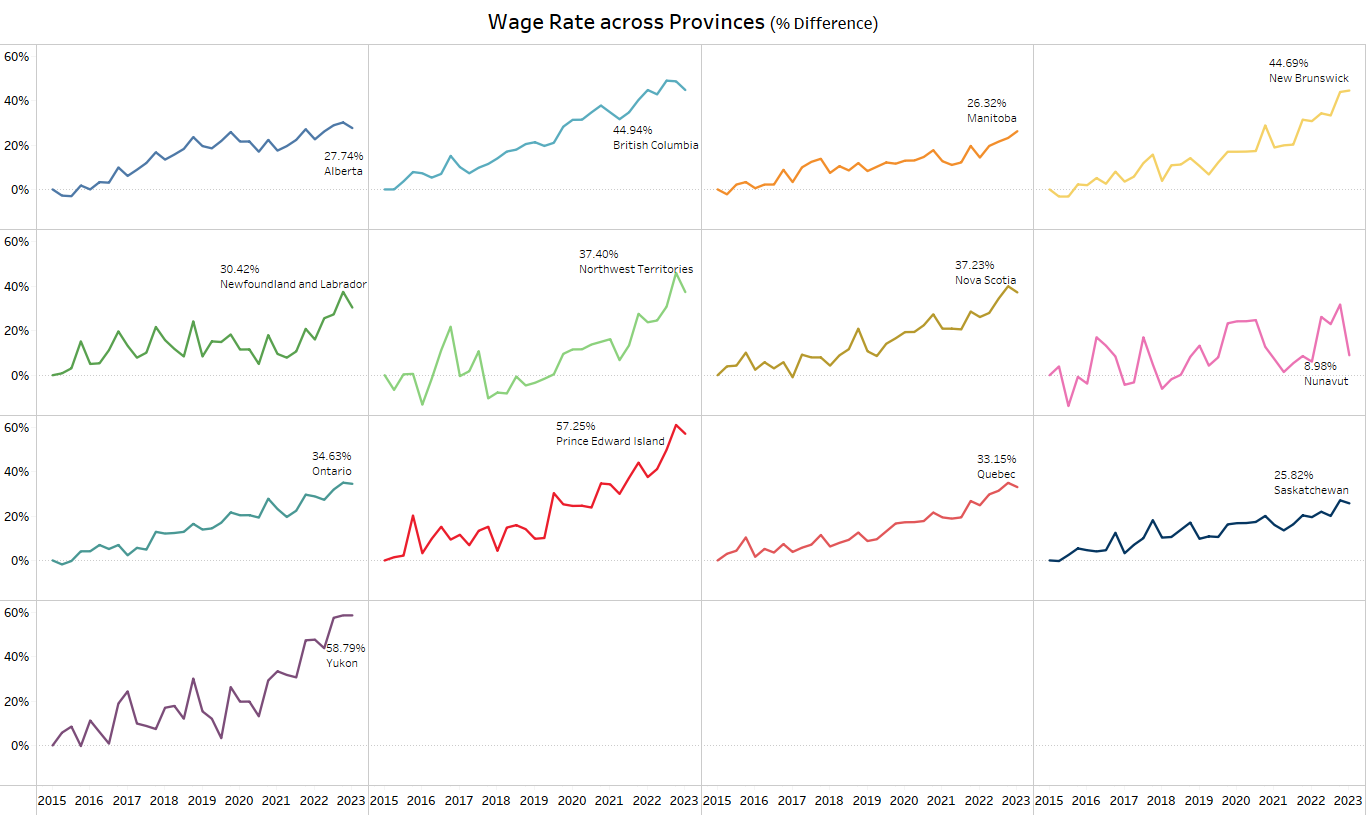 Wage Rate across Provinces (% Difference)
60%
40%
20%
0%
27.74%
Alberta
44.94%
British Columbia
26.32%
Manitoba
44.69%
New Brunswick
60%
40%
20%
0%
30.42%
Newfoundland and Labrador
37.40%
Northwest Territories
37.23%
Nova Scotia
8.98%
Nunavut
60%
40%
20%
0%
34.63%
Ontario
57.25%
Prince Edward Island
33.15%
Quebec
25.82%
Saskatchewan
60%
40%
20%
0%
58.79%
Yukon
2015 2016 2017 2018 2019 2020 2021 2022 2023 2015 2016 2017 2018 2019 2020 2021 2022 2023 2015 2016 2017 2018 2019 2020 2021 2022 2023 2015 2016 2017 2018 2019 2020 2021 2022 2023